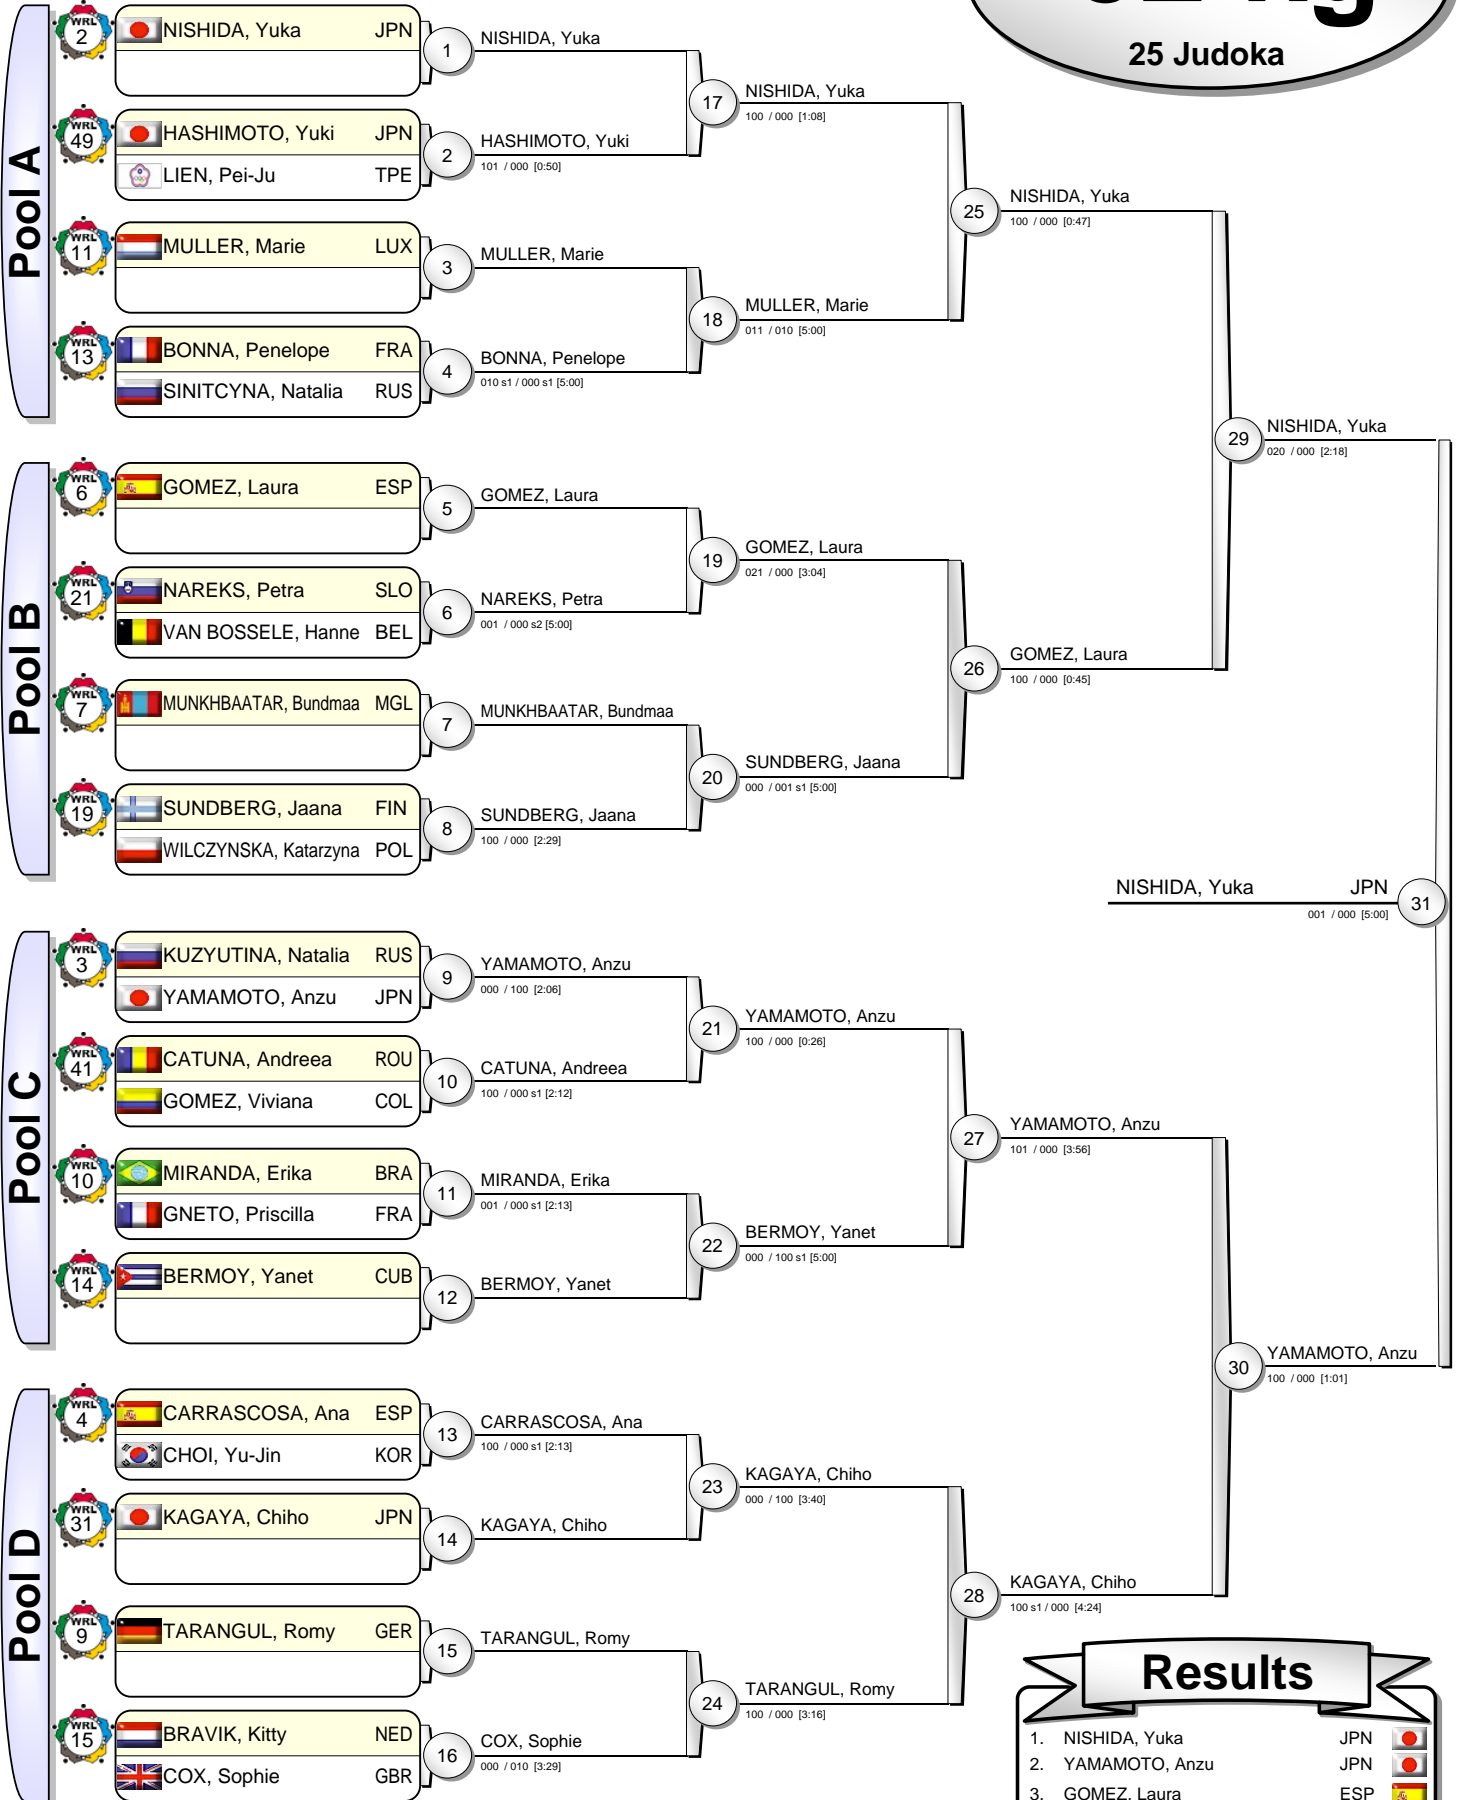 25 Judoka
Pool A
WRL 2
NISHIDA, Yuka JPN
WRL 49
HASHIMOTO, Yuki JPN
LIEN, Pei-Ju TPE
WRL 11
MULLER, Marie LUX
WRL 13
BONNA, Penelope FRA
SINITCYNA, Natalia RUS
1
NISHIDA, Yuka
2
HASHIMOTO, Yuki
101 / 000 [0:50]
3
MULLER, Marie
4
BONNA, Penelope
010 s1 / 000 s1 [5:00]
17
NISHIDA, Yuka
100 / 000 [1:08]
18
MULLER, Marie
011 / 010 [5:00]
25
NISHIDA, Yuka
100 / 000 [0:47]
Pool B
WRL 6
GOMEZ, Laura ESP
WRL 21
NAREKS, Petra SLO
VAN BOSSELE, Hanne BEL
WRL 7
MUNKHBAATAR, Bundmaa MGL
WRL 19
SUNDBERG, Jaana FIN
WILCZYNSKA, Katarzyna POL
5
GOMEZ, Laura
6
NAREKS, Petra
001 / 000 s2 [5:00]
7
MUNKHBAATAR, Bundmaa
8
SUNDBERG, Jaana
100 / 000 [2:29]
19
GOMEZ, Laura
021 / 000 [3:04]
20
SUNDBERG, Jaana
000 / 001 s1 [5:00]
26
GOMEZ, Laura
100 / 000 [0:45]
29
NISHIDA, Yuka
020 / 000 [2:18]
NISHIDA, Yuka JPN
31
001 / 000 [5:00]
Pool C
WRL 3
KUZYUTINA, Natalia RUS
YAMAMOTO, Anzu JPN
WRL 41
CATUNA, Andreea ROU
GOMEZ, Viviana COL
WRL 10
MIRANDA, Erika BRA
GNETO, Priscilla FRA
WRL 14
BERMOY, Yanet CUB
9
YAMAMOTO, Anzu
000 / 100 [2:06]
10
CATUNA, Andreea
100 / 000 s1 [2:12]
11
MIRANDA, Erika
001 / 000 s1 [2:13]
12
BERMOY, Yanet
21
YAMAMOTO, Anzu
100 / 000 [0:26]
22
BERMOY, Yanet
000 / 100 s1 [5:00]
27
YAMAMOTO, Anzu
101 / 000 [3:56]
Pool D
WRL 4
CARRASCOSA, Ana ESP
CHOI, Yu-Jin KOR
WRL 31
KAGAYA, Chiho JPN
WRL 9
TARANGUL, Romy GER
WRL 15
BRAVIK, Kitty NED
COX, Sophie GBR
13
CARRASCOSA, Ana
100 / 000 s1 [2:13]
14
KAGAYA, Chiho
15
TARANGUL, Romy
16
COX, Sophie
000 / 010 [3:29]
23
KAGAYA, Chiho
000 / 100 [3:40]
24
TARANGUL, Romy
100 / 000 [3:16]
28
KAGAYA, Chiho
100 s1 / 000 [4:24]
30
YAMAMOTO, Anzu
100 / 000 [1:01]
Results
1. NISHIDA, Yuka JPN
2. YAMAMOTO, Anzu JPN
3. GOMEZ, Laura ESP